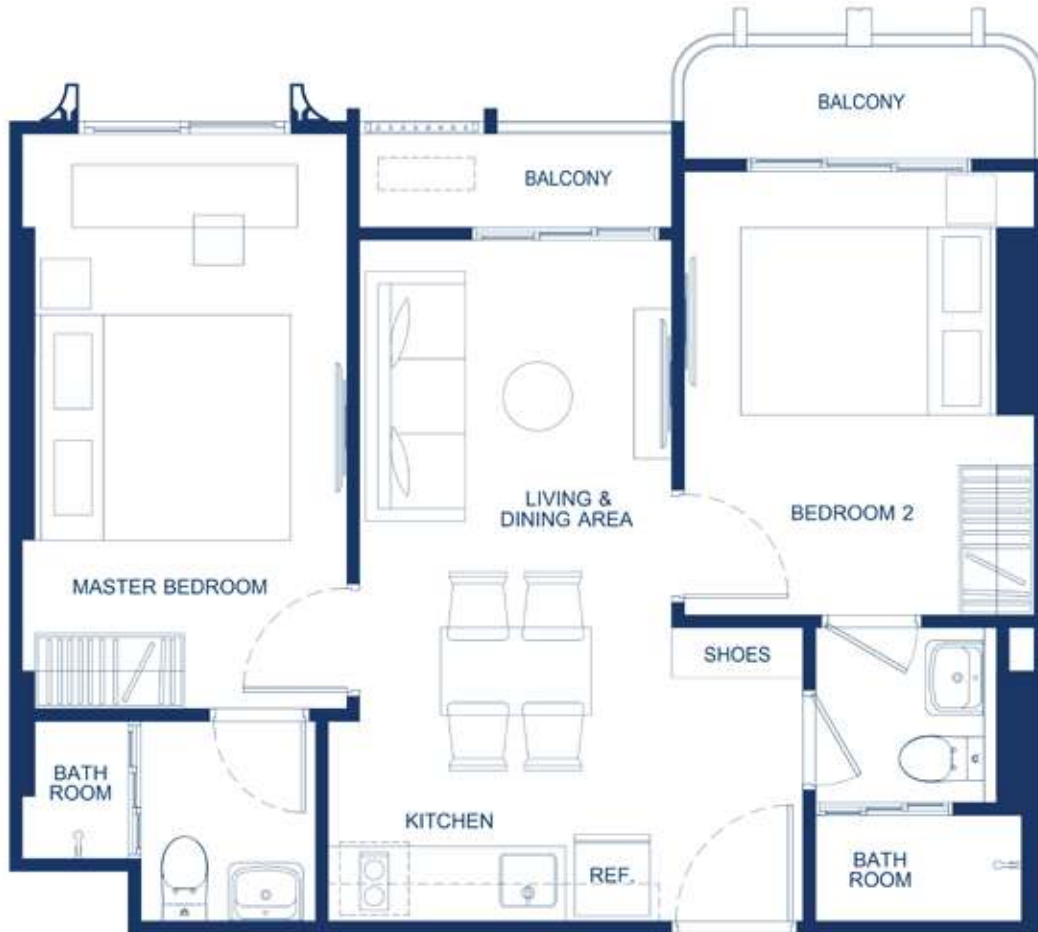 BALCONY
BALCONY
LIVING &
DINING AREA
BEDROOM 2
MASTER BEDROOM
SHOES
BATH
ROOM
KITCHEN
REF.
BATH
ROOM